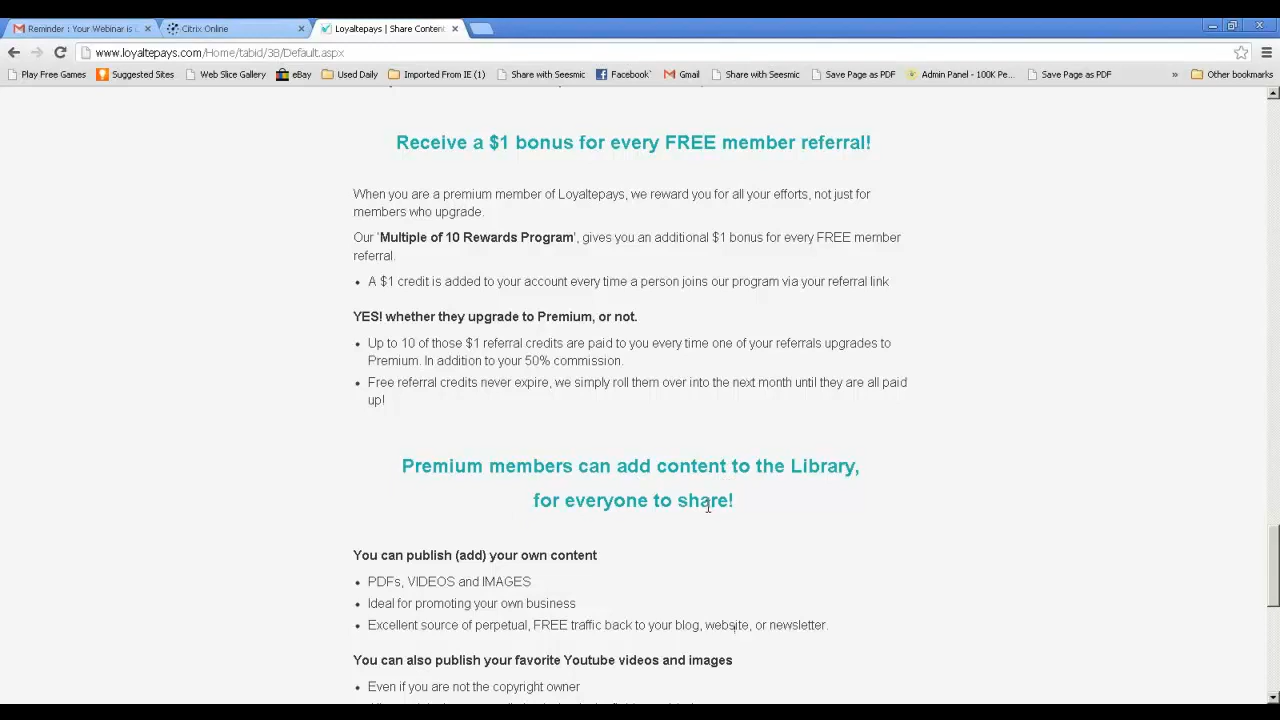 Reminder : Your Webinar is
Citrix Online
Loyaltepays | Share Content
www.loyaltepays.com/Home/tabid/38/Default.aspx
Play Free Games
Suggested Sites
Web Slice Gallery
eBay
Used Daily
Imported From IE (1)
Share with Seesmic
Facebook
Gmail
Share with Seesmic
Save Page as PDF
Admin Panel - 100K Pe...
Save Page as PDF
»
Other bookmarks
Receive a $1 bonus for every FREE member referral!
When you are a premium member of Loyaltepays, we reward you for all your efforts, not just for
members who upgrade.
Our 'Multiple of 10 Rewards Program', gives you an additional $1 bonus for every FREE member
referral.
• A $1 credit is added to your account every time a person joins our program via your referral link
YES! whether they upgrade to Premium, or not.
• Up to 10 of those $1 referral credits are paid to you every time one of your referrals upgrades to
Premium. In addition to your 50% commission.
• Free referral credits never expire, we simply roll them over into the next month until they are all paid
up!
Premium members can add content to the Library,
for everyone to share!
You can publish (add) your own content
• PDFs, VIDEOS and IMAGES
• Ideal for promoting your own business
• Excellent source of perpetual, FREE traffic back to your blog, website, or newsletter.
You can also publish your favorite Youtube videos and images
• Even if you are not the copyright owner